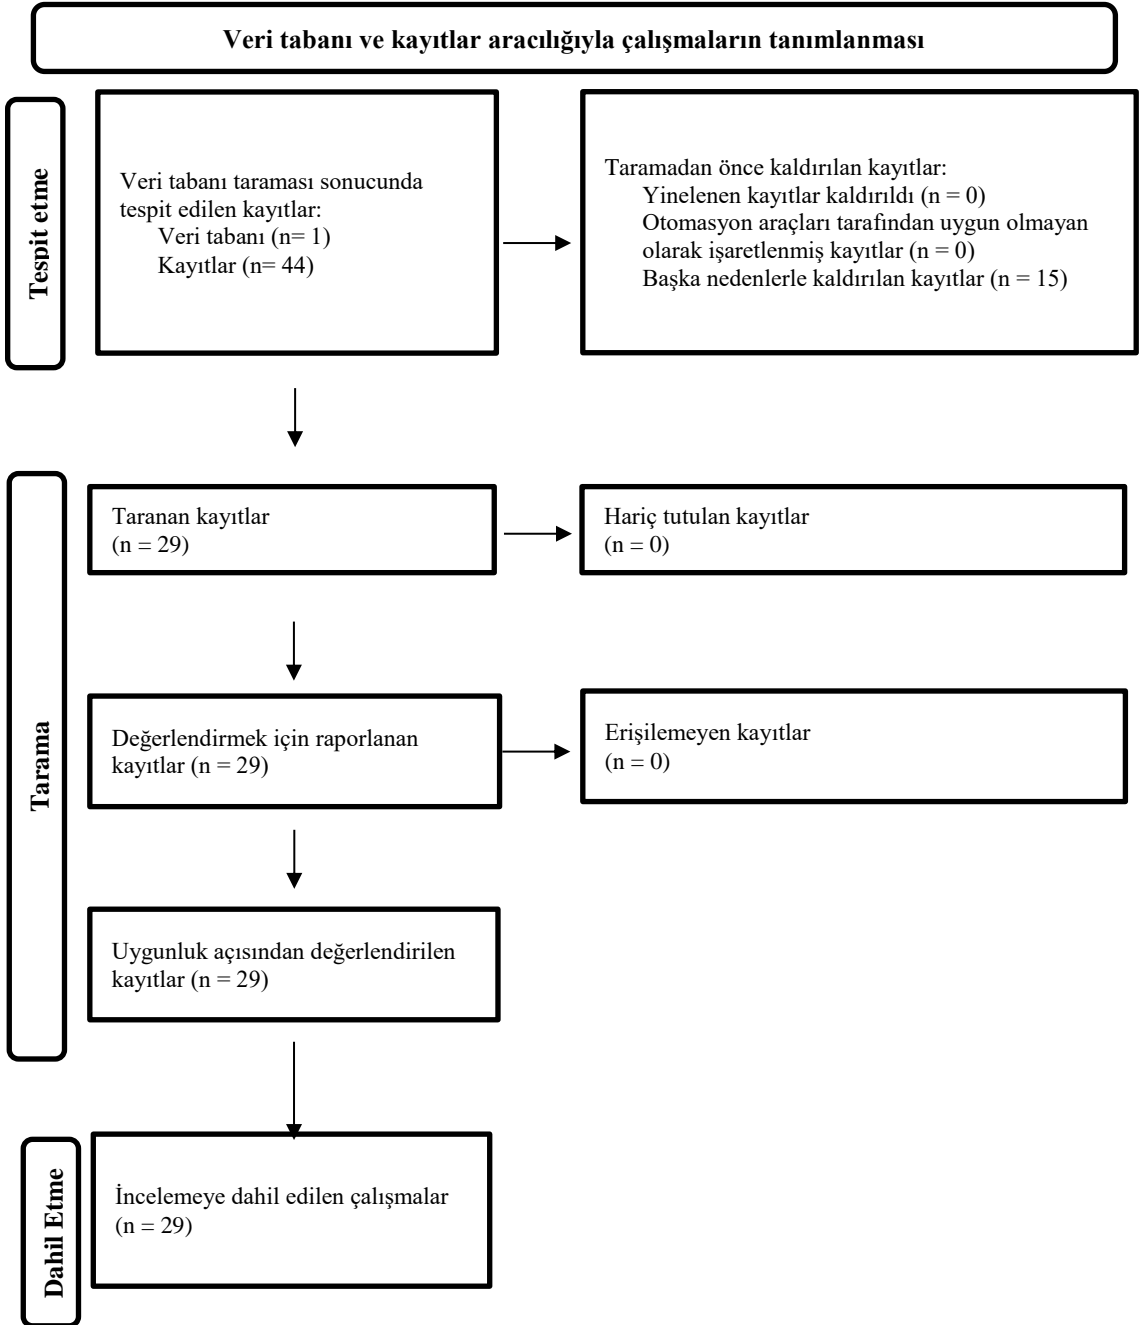 Veri tabanı ve kayıtlar aracılığıyla çalışmaların tanımlanması
Tespit etme
Veri tabanı taraması sonucunda
tespit edilen kayıtlar:
Veri tabanı (n= 1)
Kayıtlar (n= 44)
Taramadan önce kaldırılan kayıtlar:
Yinelenen kayıtlar kaldırıldı (n = 0)
Otomasyon araçları tarafından uygun olmayan
olarak işaretlenmiş kayıtlar (n = 0)
Başka nedenlerle kaldırılan kayıtlar (n = 15)
Tarama
Taranan kayıtlar
(n = 29)
Hariç tutulan kayıtlar
(n = 0)
Değerlendirmek için raporlanan
kayıtlar (n = 29)
Erişilemeyen kayıtlar
(n = 0)
Uygunluk açısından değerlendirilen
kayıtlar (n = 29)
Dahil Etme
İncelemeye dahil edilen çalışmalar
(n = 29)